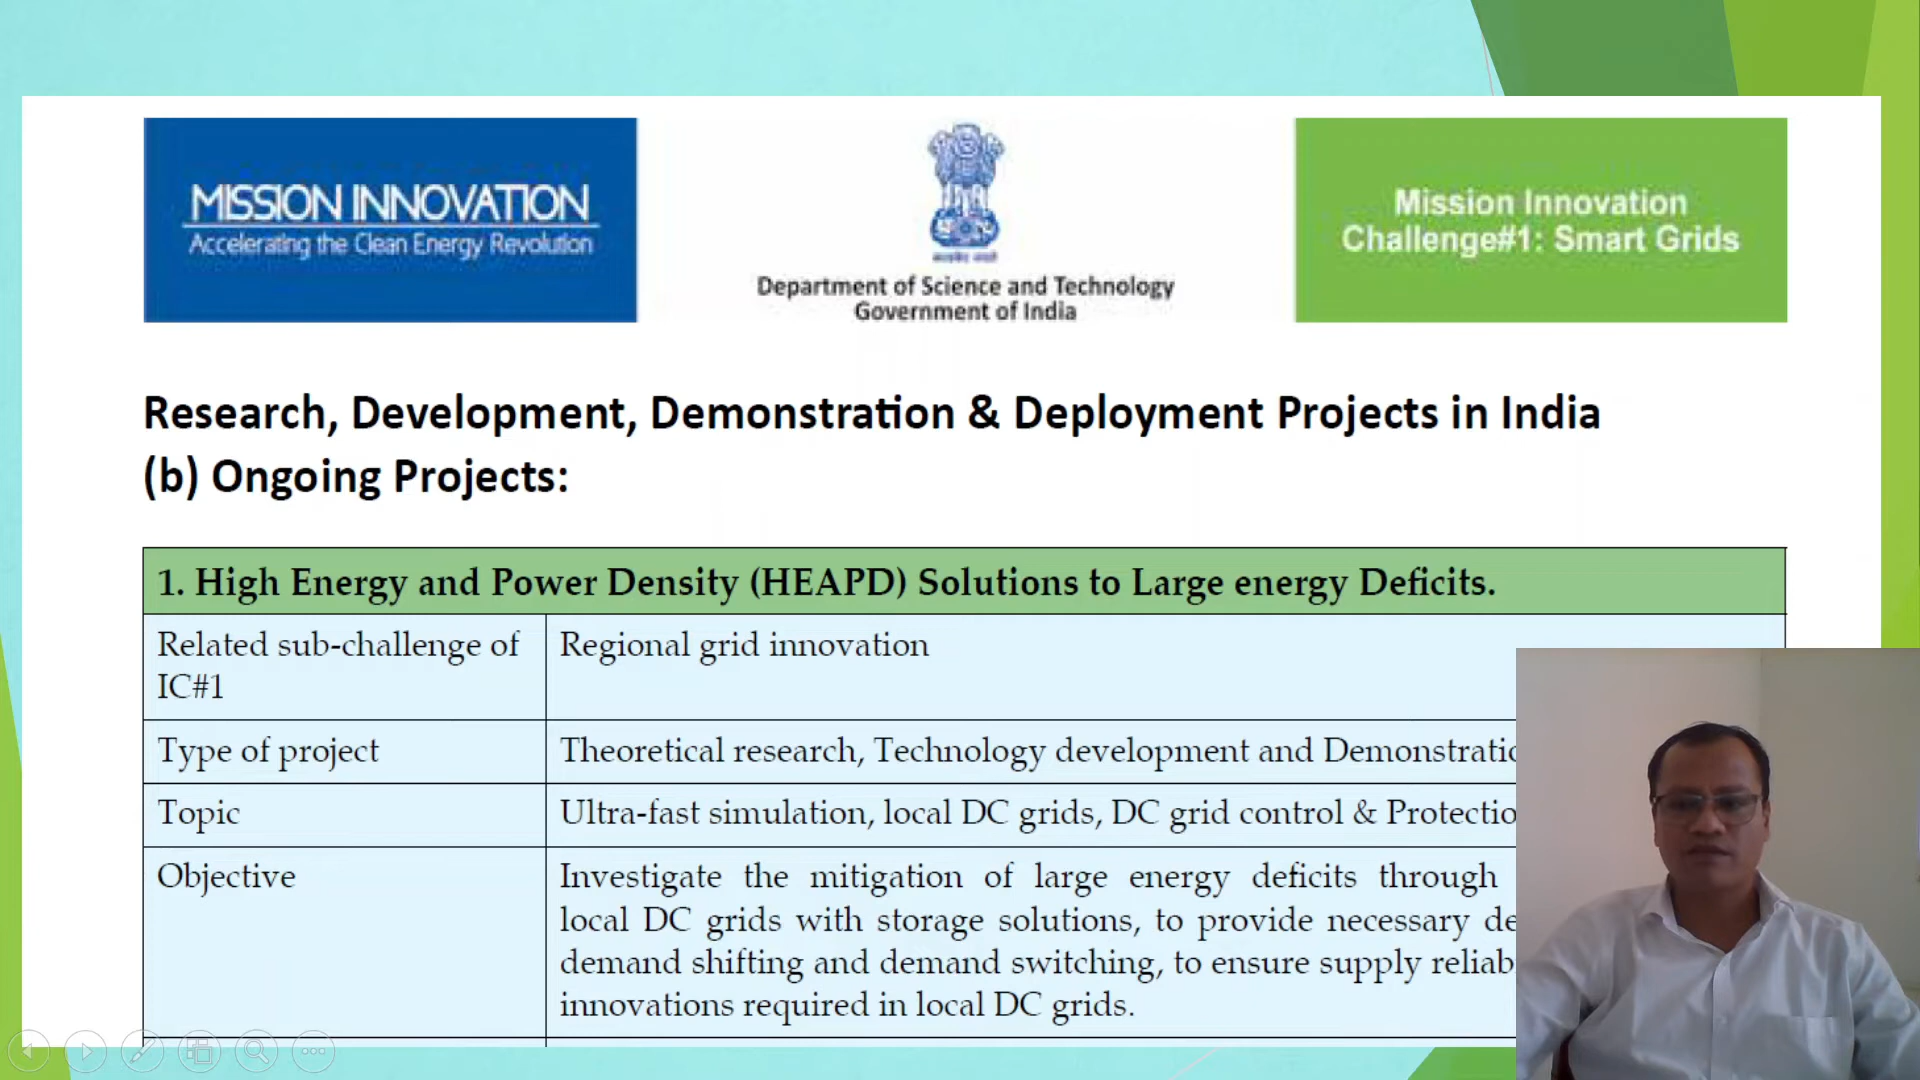 MISSION INNOVATION
Accelerating the Clean Energy Revolution
Department of Science and Technology
Government of India
Mission Innovation
Challenge#1: Smart Grids
Research, Development, Demonstration & Deployment Projects in India
(b) Ongoing Projects:
1. High Energy and Power Density (HEAPD) Solutions to Large energy Deficits.
Related sub-challenge of
IC#1
Regional grid innovation
Type of project
Theoretical research, Technology development and
Topic
Ultra-fast simulation, local DC grids, DC grid control &
Objective
Investigate the mitigation of large energy deficits through
local DC grids with storage solutions, to provide necessary
demand shifting and demand switching, to ensure supply
innovations required in local DC grids.